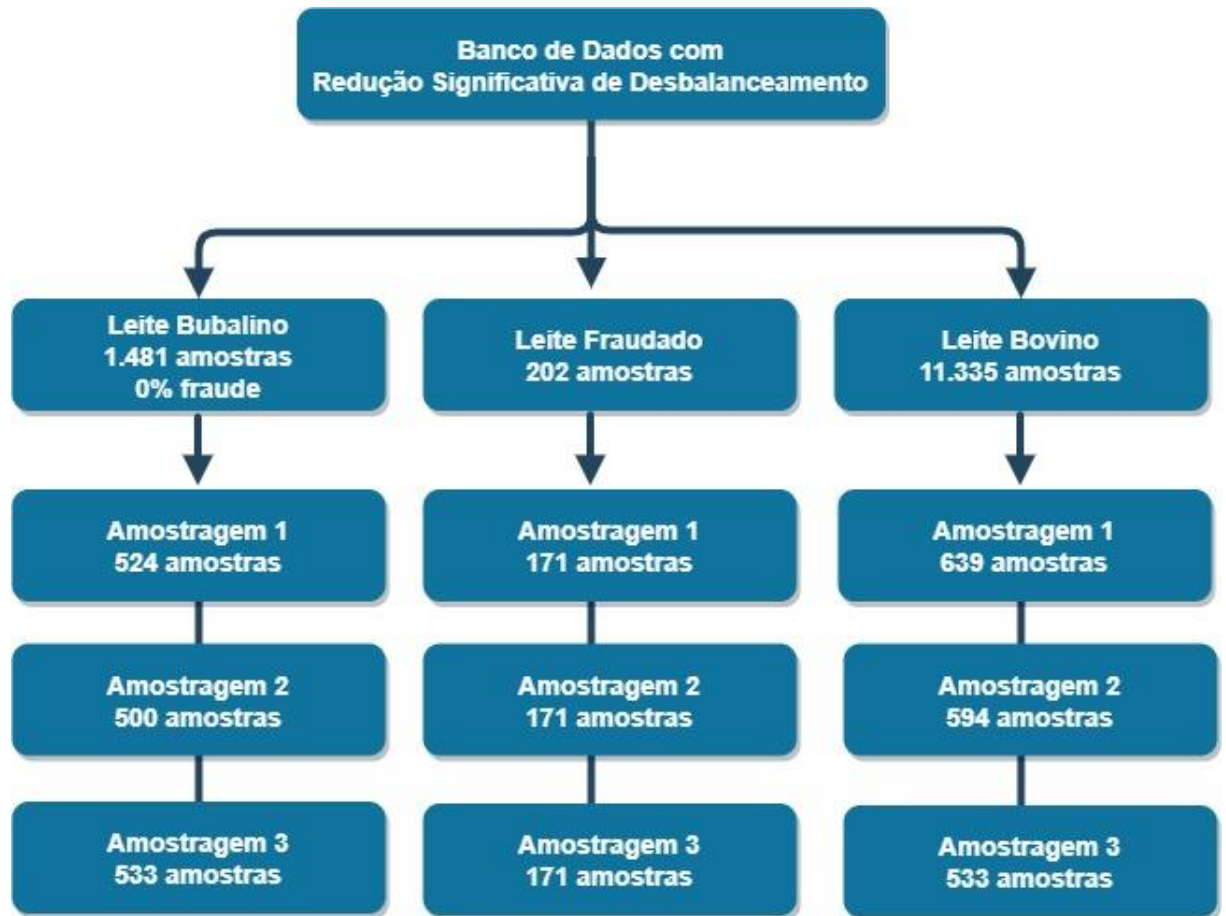 Banco de Dados com
Redução Significativa de Desbalanceamento
Leite Bubalino
1.481 amostras
0% fraude
Leite Fraudado
202 amostras
Leite Bovino
11.335 amostras
Amostragem 1
524 amostras
Amostragem 1
171 amostras
Amostragem 1
639 amostras
Amostragem 2
500 amostras
Amostragem 2
171 amostras
Amostragem 2
594 amostras
Amostragem 3
533 amostras
Amostragem 3
171 amostras
Amostragem 3
533 amostras